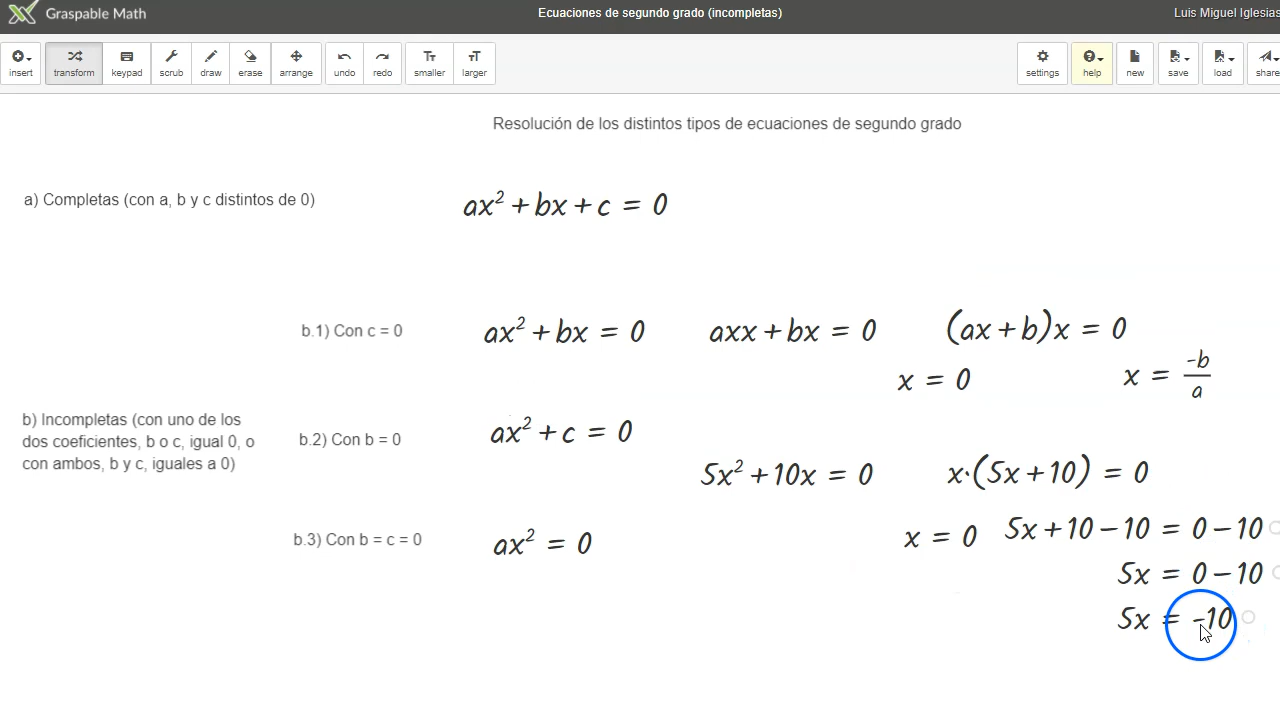 Graspable Math
Ecuaciones de segundo grado (incompletas)
Luis Miguel Iglesias
insert
transform
keypad
scrub
draw
erase
arrange
undo
redo
smaller
larger
settings
help
new
save
load
share
Resolución de los distintos tipos de ecuaciones de segundo grado
a) Completas (con a, b y c distintos de 0)
ax² + bx + c = 0
b.1) Con c = 0
ax² + bx = 0
axx + bx = 0
(ax + b)x = 0
x = 0
x = -b/a
b) Incompletas (con uno de los
dos coeficientes, b o c, igual 0, o
con ambos, b y c, iguales a 0)
b.2) Con b = 0
ax² + c = 0
5x² + 10x = 0
x·(5x + 10) = 0
b.3) Con b = c = 0
ax² = 0
x = 0
5x + 10 − 10 = 0 − 10
5x = 0 − 10
5x = -10